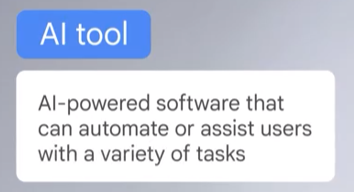 AI tool
AI-powered software that
can automate or assist users
with a variety of tasks